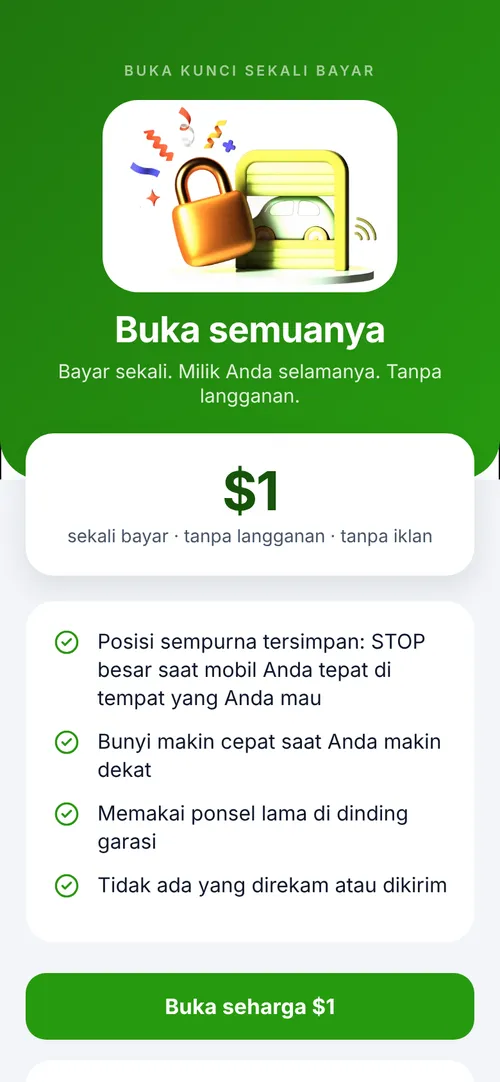 BUKA KUNCI SEKALI BAYAR
Buka semuanya
Bayar sekali. Milik Anda selamanya. Tanpa
langganan.
$1
sekali bayar · tanpa langganan · tanpa iklan
Posisi sempurna tersimpan: STOP
besar saat mobil Anda tepat di
tempat yang Anda mau
Bunyi makin cepat saat Anda makin
dekat
Memakai ponsel lama di dinding
garasi
Tidak ada yang direkam atau dikirim
Buka seharga $1